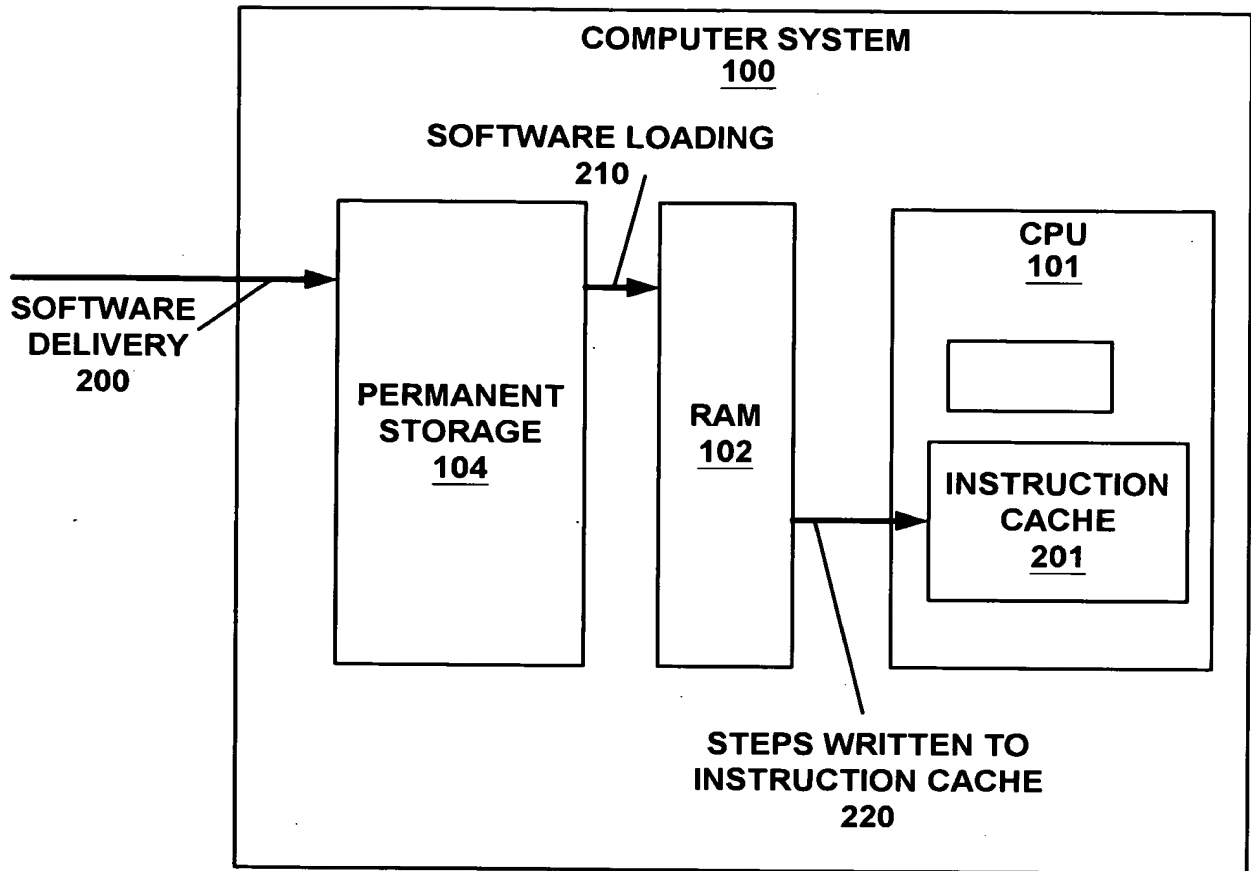 COMPUTER SYSTEM
100
SOFTWARE LOADING
210
SOFTWARE
DELIVERY
200
PERMANENT
STORAGE
104
RAM
102
CPU
101
INSTRUCTION
CACHE
201
STEPS WRITTEN TO
INSTRUCTION CACHE
220